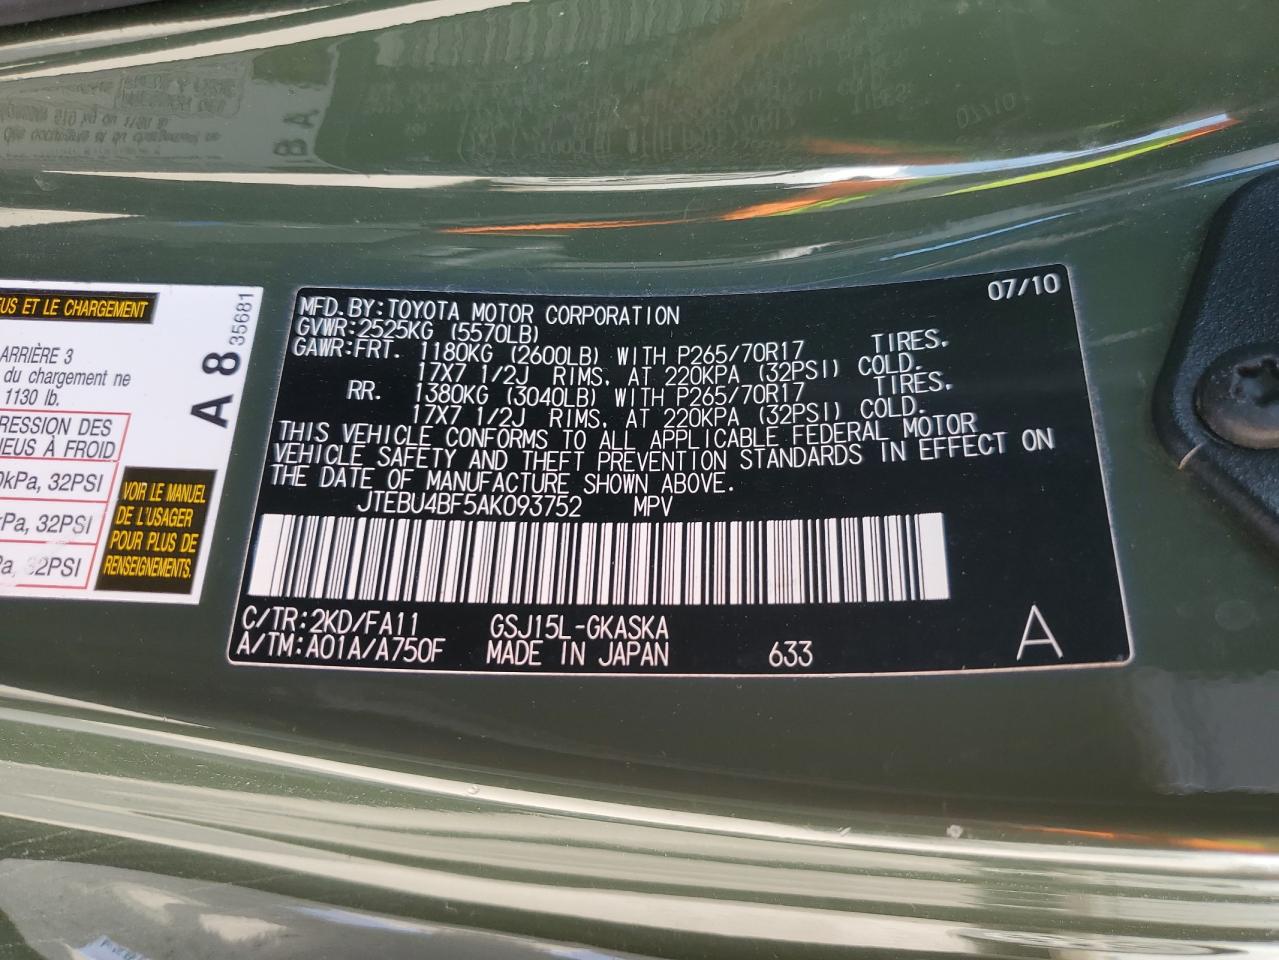 MFD.BY:TOYOTA MOTOR CORPORATION 07/10
GVWR:2525KG (5570LB)
GAWR:FRT. 1180KG (2600LB) WITH P265/70R17 TIRES,
17X7 1/2J RIMS, AT 220KPA (32PSI) COLD.
RR. 1380KG (3040LB) WITH P265/70R17 TIRES,
17X7 1/2J RIMS, AT 220KPA (32PSI) COLD.
THIS VEHICLE CONFORMS TO ALL APPLICABLE FEDERAL MOTOR
VEHICLE SAFETY AND THEFT PREVENTION STANDARDS IN EFFECT ON
THE DATE OF MANUFACTURE SHOWN ABOVE.
JTEBU4BF5AK093752 MPV
C/TR:2KD/FA11 GSJ15L-GKASKA
A/TM:A01A/A750F MADE IN JAPAN 633 A
ET LE CHARGEMENT
ARRIÈRE 3
du chargement ne
1130 lb.
DES
À FROID
kPa, 32PSI
kPa, 32PSI
32PSI
A 8 35681
VOIR LE MANUEL
DE L'USAGER
POUR PLUS DE
RENSEIGNEMENTS.
07/10